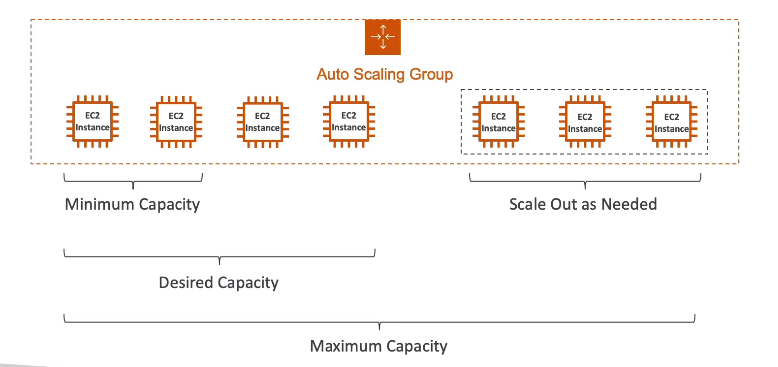 Auto Scaling Group
EC2
Instance
EC2
Instance
EC2
Instance
EC2
Instance
EC2
Instance
EC2
Instance
EC2
Instance
Minimum Capacity
Scale Out as Needed
Desired Capacity
Maximum Capacity